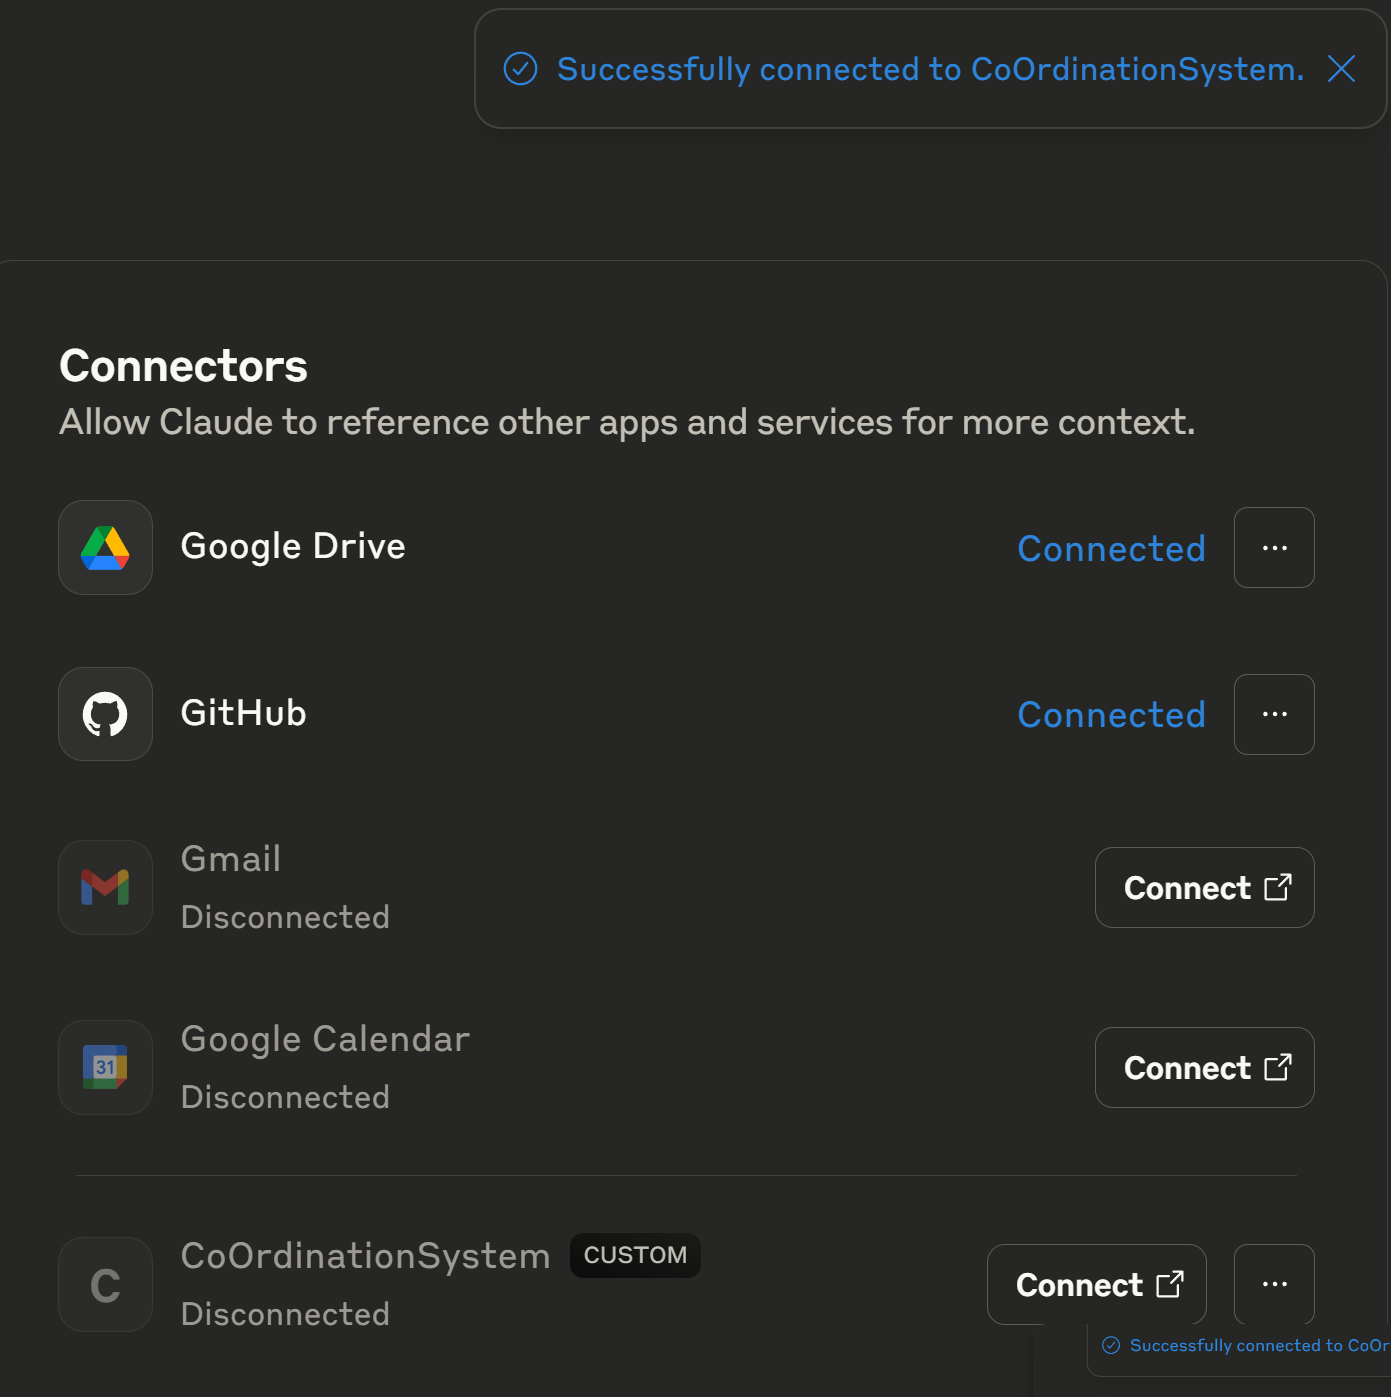 Successfully connected to CoOrdinationSystem.
Connectors
Allow Claude to reference other apps and services for more context.
Google Drive
Connected
GitHub
Connected
Gmail
Disconnected
Connect
31
Google Calendar
Disconnected
Connect
C
CoOrdinationSystem CUSTOM
Disconnected
Connect
Successfully connected to CoOr